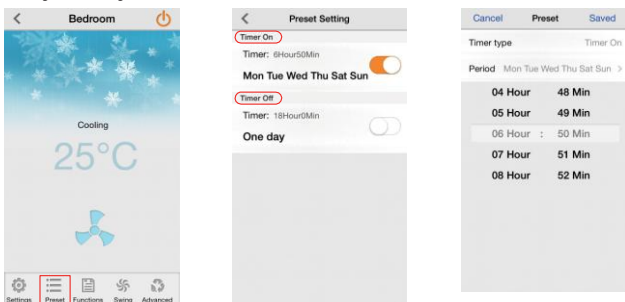 Bedroom
Cooling
25°C
Settings Preset Functions Swing Advanced
Preset Setting
Timer On
Timer: 6Hour50Min
Mon Tue Wed Thu Sat Sun
Timer Off
Timer: 18Hour0Min
One day
Cancel Preset Saved
Timer type Timer On
Period Mon Tue Wed Thu Sat Sun >
04 Hour 48 Min
05 Hour 49 Min
06 Hour : 50 Min
07 Hour 51 Min
08 Hour 52 Min